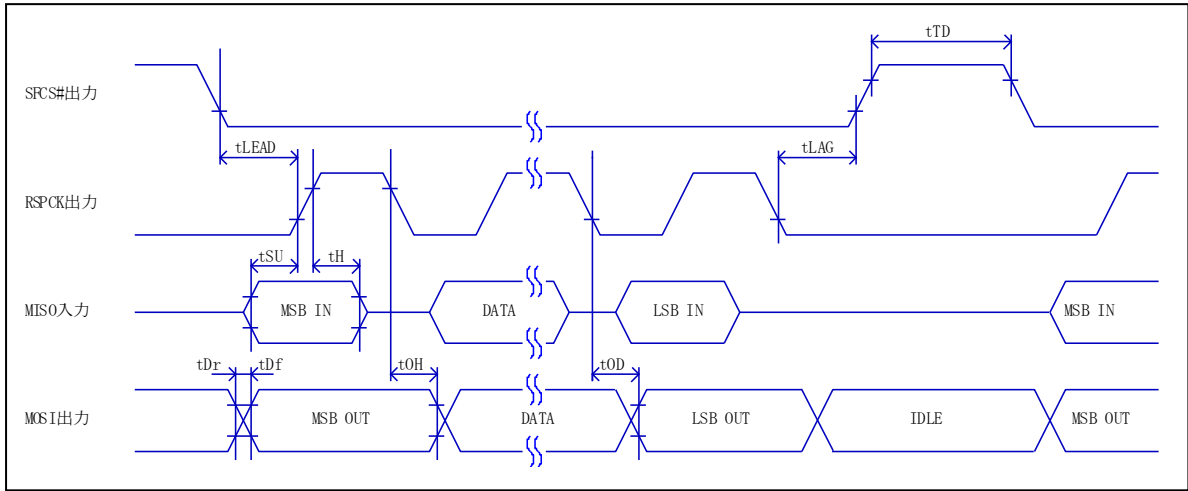 tTD
SPCS#出力
tLEAD
tLAG
RSPCK出力
tSU
tH
MISO入力
MSB IN
DATA
LSB IN
MSB IN
tDr
tDf
tOH
tOD
MOSI出力
MSB OUT
DATA
LSB OUT
IDLE
MSB OUT